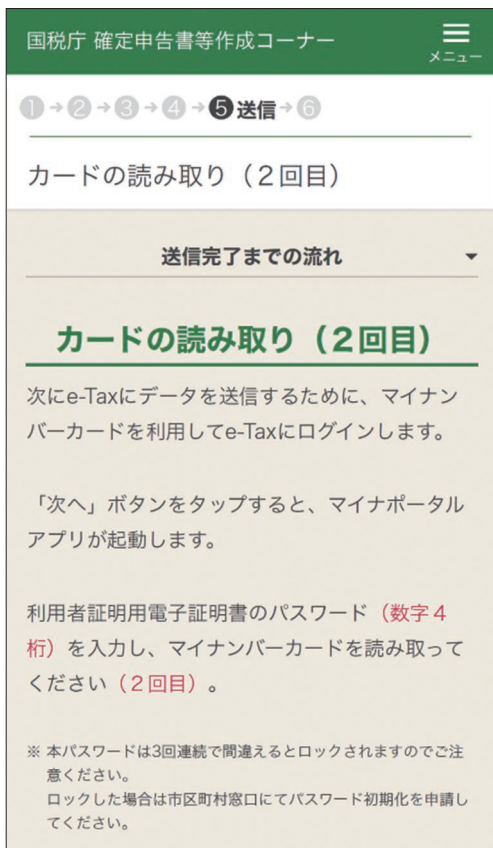 国税庁 確定申告書等作成コーナー
メニュー
1→2→3→4→5送信→6
カードの読み取り（２回目）
送信完了までの流れ
カードの読み取り（２回目）
次にe-Taxにデータを送信するために、マイナン
バーカードを利用してe-Taxにログインします。
「次へ」ボタンをタップすると、マイナポータル
アプリが起動します。
利用者証明用電子証明書のパスワード（数字４
桁）を入力し、マイナンバーカードを読み取って
ください（２回目）。
※ 本パスワードは3回連続で間違えるとロックされますのでご注
意ください。
ロックした場合は市区町村窓口にてパスワード初期化を申請し
てください。